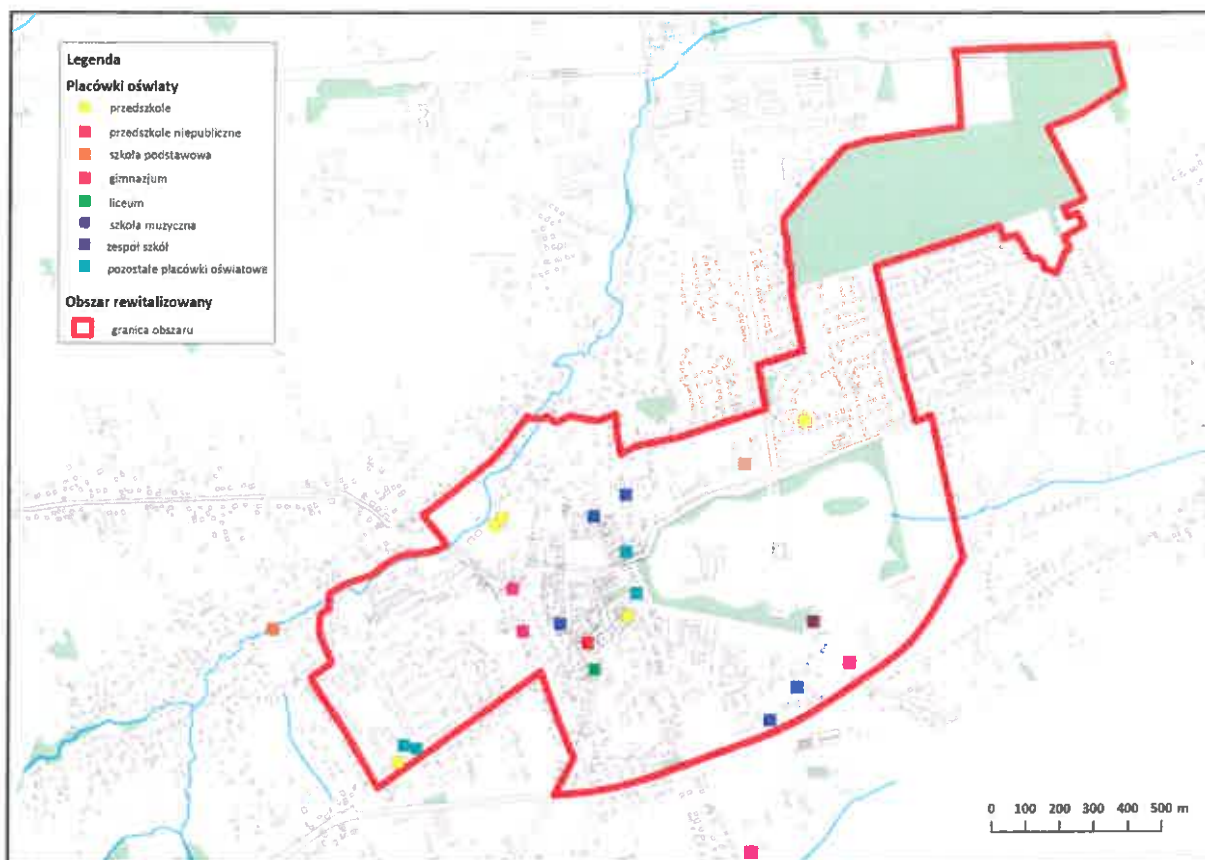 Legenda
Placówki oświaty
przedszkole
przedszkole niepubliczne
szkoła podstawowa
gimnazjum
liceum
szkoła muzyczna
zespół szkół
pozostałe placówki oświatowe
Obszar rewitalizowany
granica obszaru
0 100 200 300 400 500 m